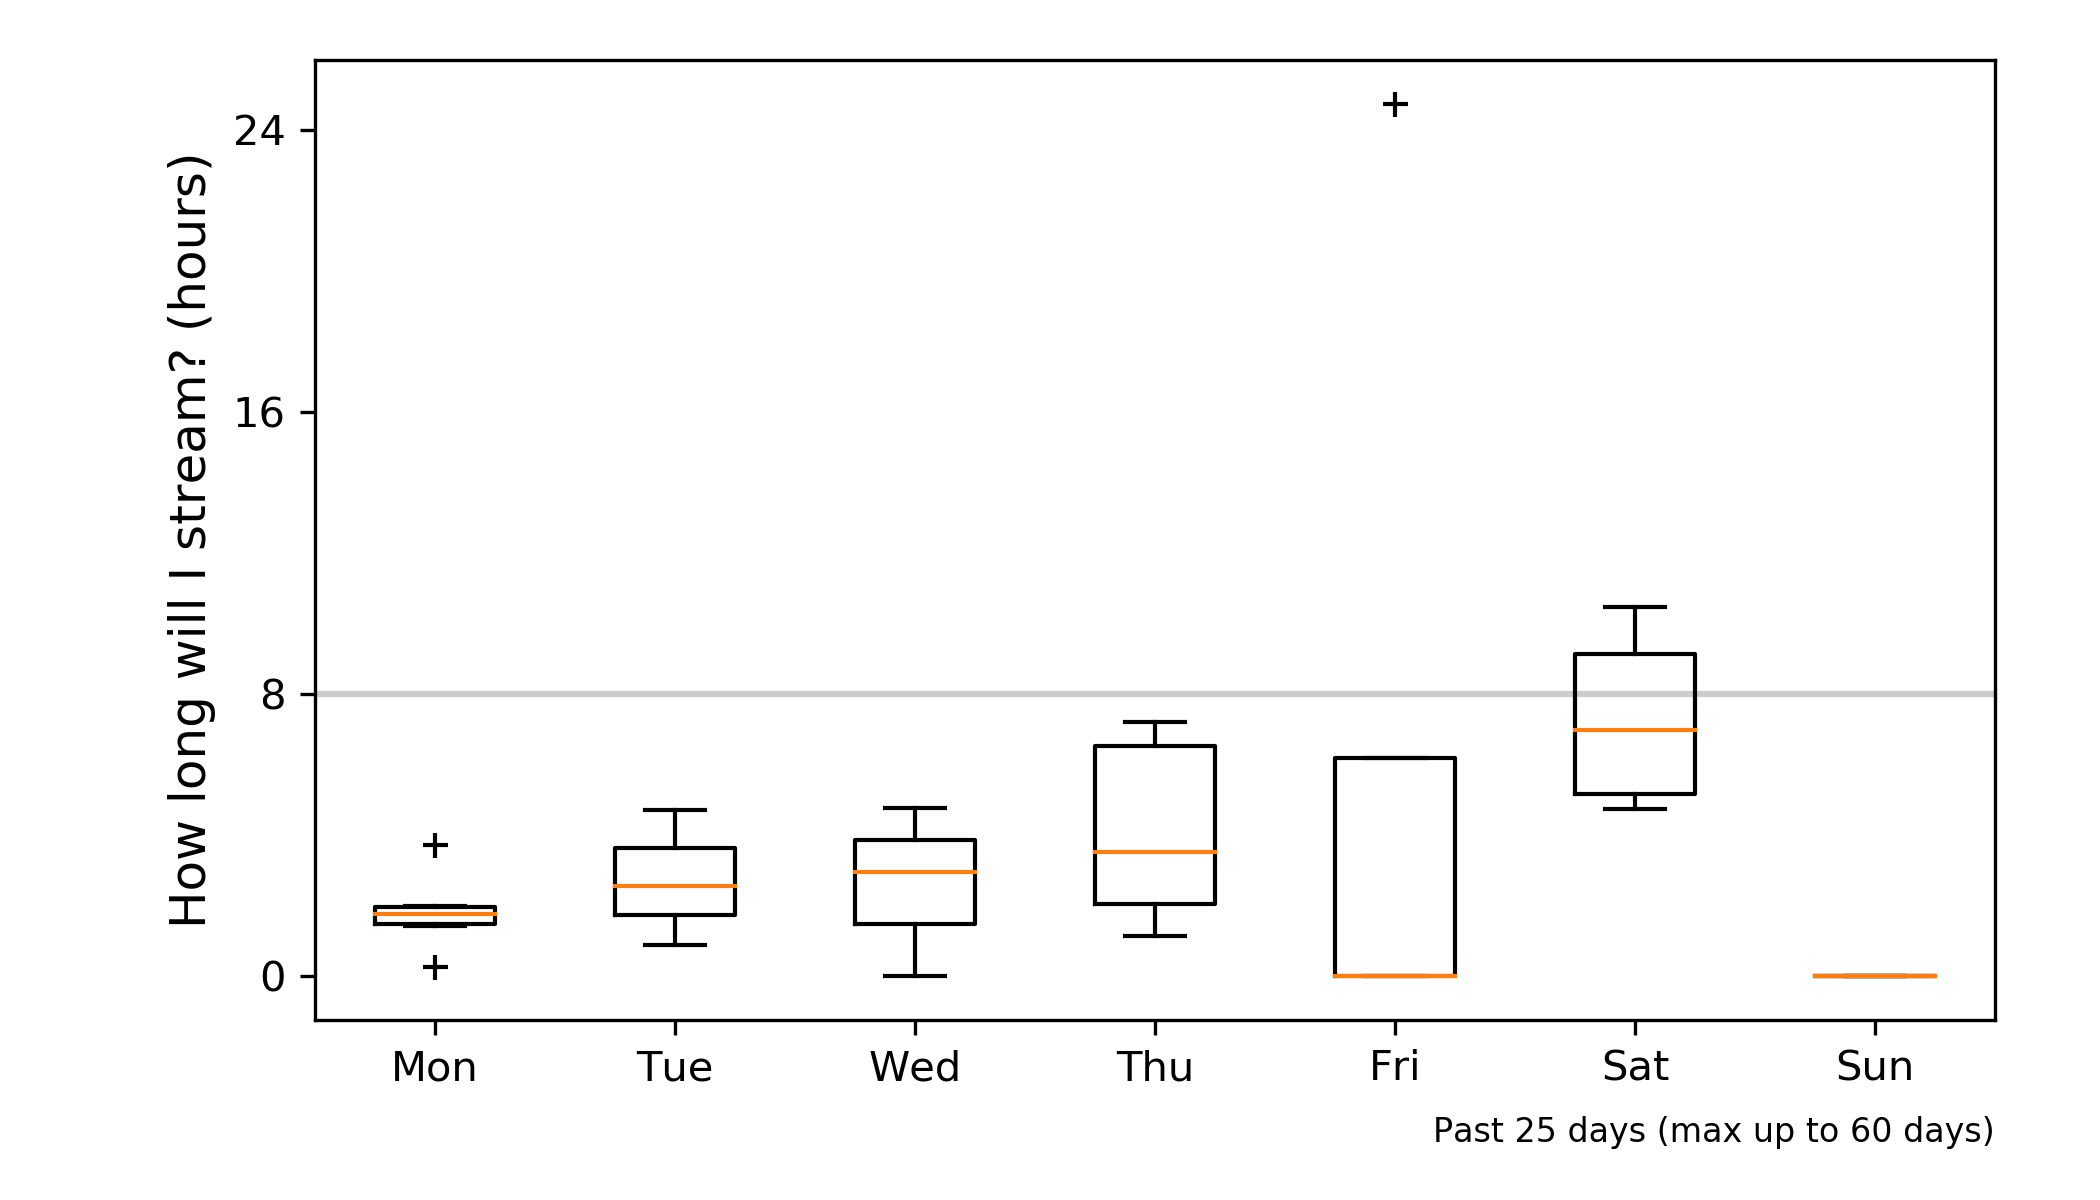 How long will I stream? (hours)
24
16
8
0
Mon Tue Wed Thu Fri Sat Sun
Past 25 days (max up to 60 days)